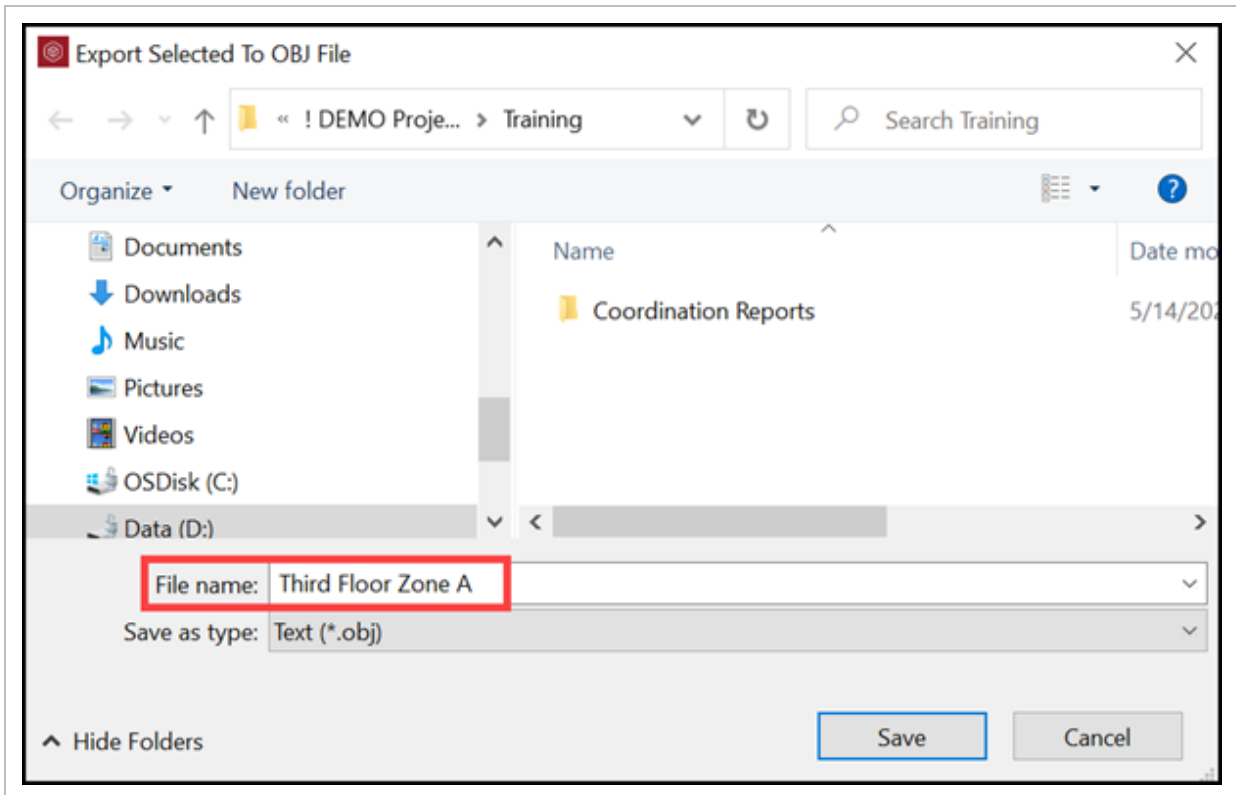 Export Selected To OBJ File
« ! DEMO Proje... > Training
Search Training
Organize
New folder
Documents
Downloads
Music
Pictures
Videos
OSDisk (C:)
Data (D:)
Name
Date mo
Coordination Reports
5/14/202
File name: Third Floor Zone A
Save as type: Text (*.obj)
Hide Folders
Save
Cancel